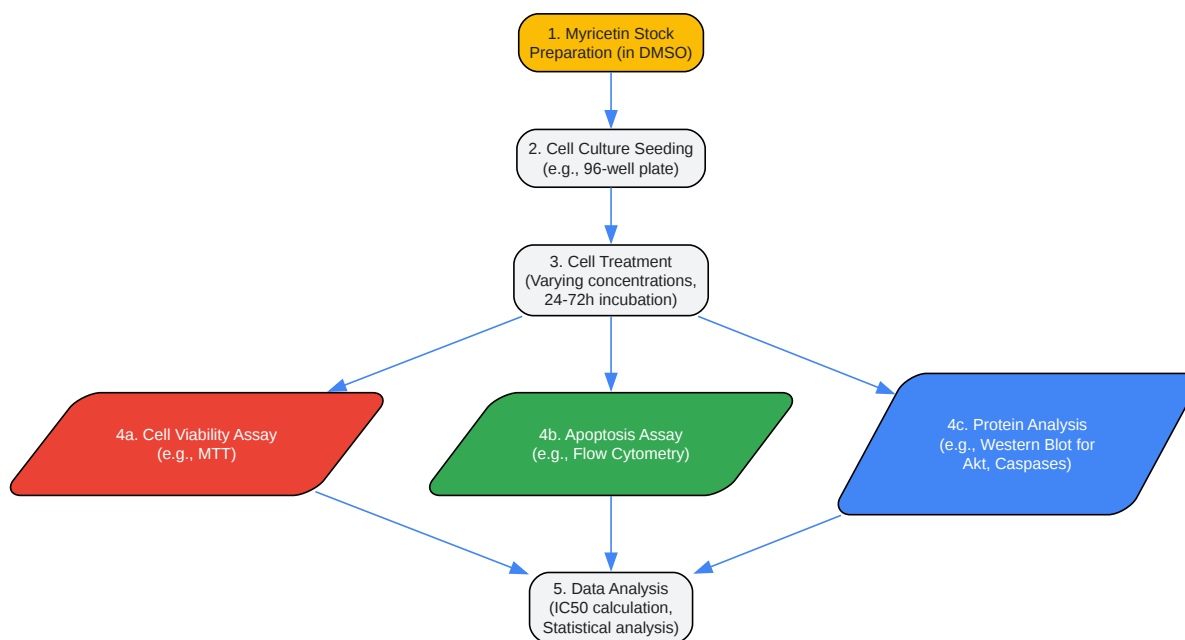 1. Myricetin Stock
Preparation (in DMSO)
2. Cell Culture Seeding
(e.g., 96-well plate)
3. Cell Treatment
(Varying concentrations,
24-72h incubation)
4a. Cell Viability Assay
(e.g., MTT)
4b. Apoptosis Assay
(e.g., Flow Cytometry)
4c. Protein Analysis
(e.g., Western Blot for
Akt, Caspases)
5. Data Analysis
(IC50 calculation,
Statistical analysis)